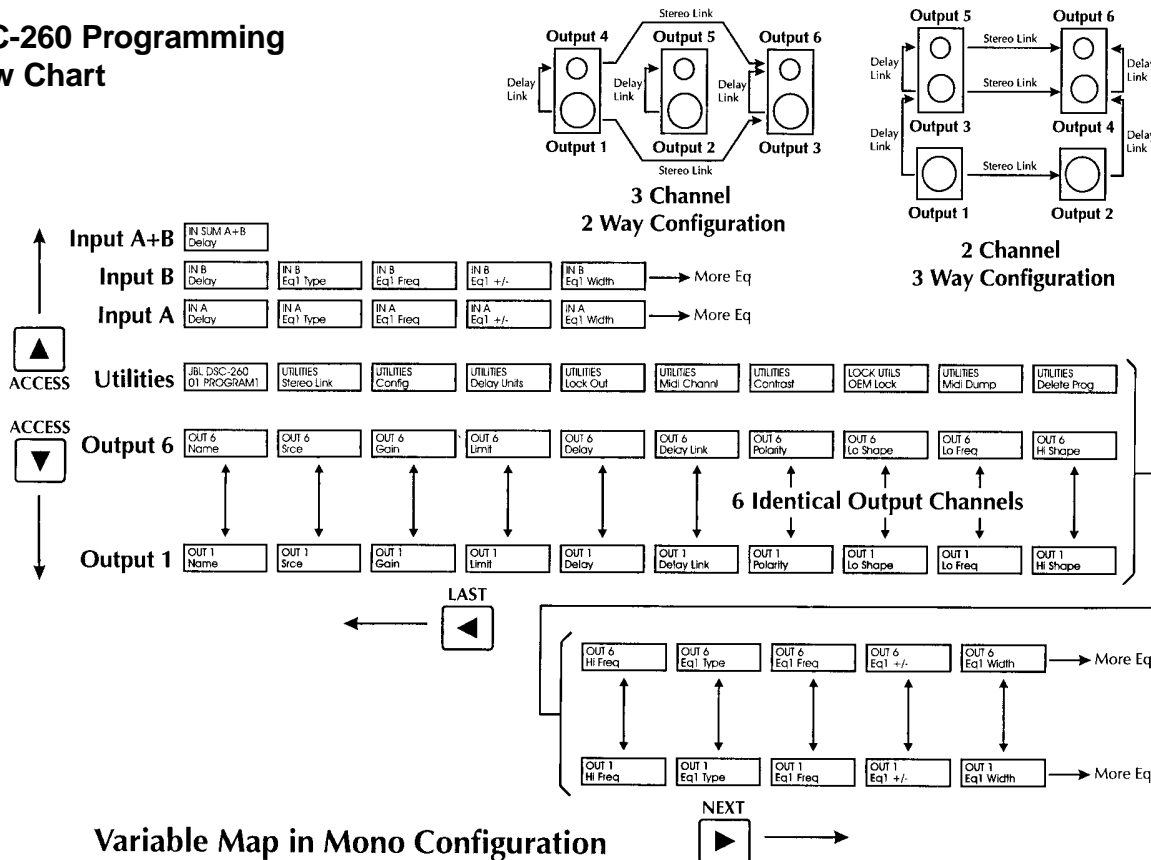 C-260 Programming
w Chart
Stereo Link
Output 4 Output 5 Output 6
Delay Link Delay Link Delay Link
Output 1 Output 2 Output 3
Stereo Link
3 Channel
2 Way Configuration
Output 5 Output 6
Stereo Link
Delay Link Delay Link
Stereo Link
Output 3 Output 4
Delay Link Delay Link
Stereo Link
Output 1 Output 2
2 Channel
3 Way Configuration
Input A+B
IN SUM A+B
Delay
Input B
IN B IN B IN B IN B IN B
Delay Eq1 Type Eq1 Freq Eq1 +/- Eq1 Width
More Eq
Input A
IN A IN A IN A IN A IN A
Delay Eq1 Type Eq1 Freq Eq1 +/- Eq1 Width
More Eq
ACCESS
Utilities
JBL DSC-260 UTILITIES UTILITIES UTILITIES UTILITIES UTILITIES UTILITIES LOCK UTILS UTILITIES UTILITIES
01 PROGRAM1 Stereo Link Config Delay Units Lock Out Midi Channl Contrast OEM Lock Midi Dump Delete Prog
ACCESS
Output 6
OUT 6 OUT 6 OUT 6 OUT 6 OUT 6 OUT 6 OUT 6 OUT 6 OUT 6 OUT 6
Name Srce Gain Limit Delay Delay Link Polarity Lo Shape Lo Freq Hi Shape
6 Identical Output Channels
Output 1
OUT 1 OUT 1 OUT 1 OUT 1 OUT 1 OUT 1 OUT 1 OUT 1 OUT 1 OUT 1
Name Srce Gain Limit Delay Delay Link Polarity Lo Shape Lo Freq Hi Shape
LAST
OUT 6 OUT 6 OUT 6 OUT 6 OUT 6
Hi Freq Eq1 Type Eq1 Freq Eq1 +/- Eq1 Width
More Eq
OUT 1 OUT 1 OUT 1 OUT 1 OUT 1
Hi Freq Eq1 Type Eq1 Freq Eq1 +/- Eq1 Width
More Eq
NEXT
Variable Map in Mono Configuration